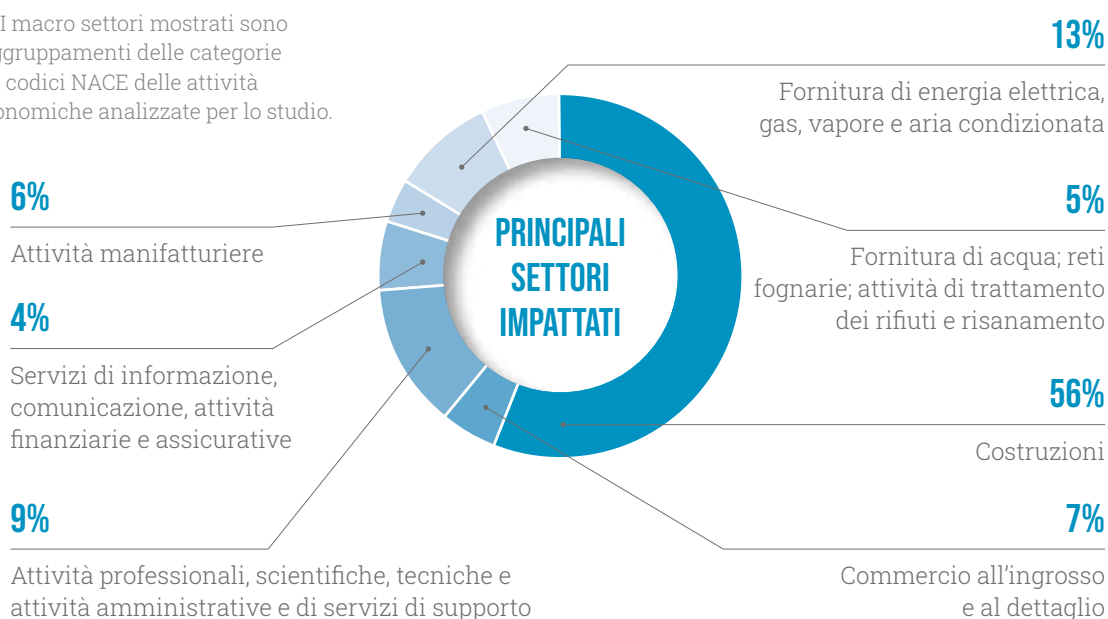 I macro settori mostrati sono
ggruppamenti delle categorie
codici NACE delle attività
onomiche analizzate per lo studio.
6%
Attività manifatturiere
4%
Servizi di informazione,
comunicazione, attività
finanziarie e assicurative
9%
Attività professionali, scientifiche, tecniche e
attività amministrative e di servizi di supporto
PRINCIPALI
SETTORI
IMPATTATI
13%
Fornitura di energia elettrica,
gas, vapore e aria condizionata
5%
Fornitura di acqua; reti
fognarie; attività di trattamento
dei rifiuti e risanamento
56%
Costruzioni
7%
Commercio all'ingrosso
e al dettaglio